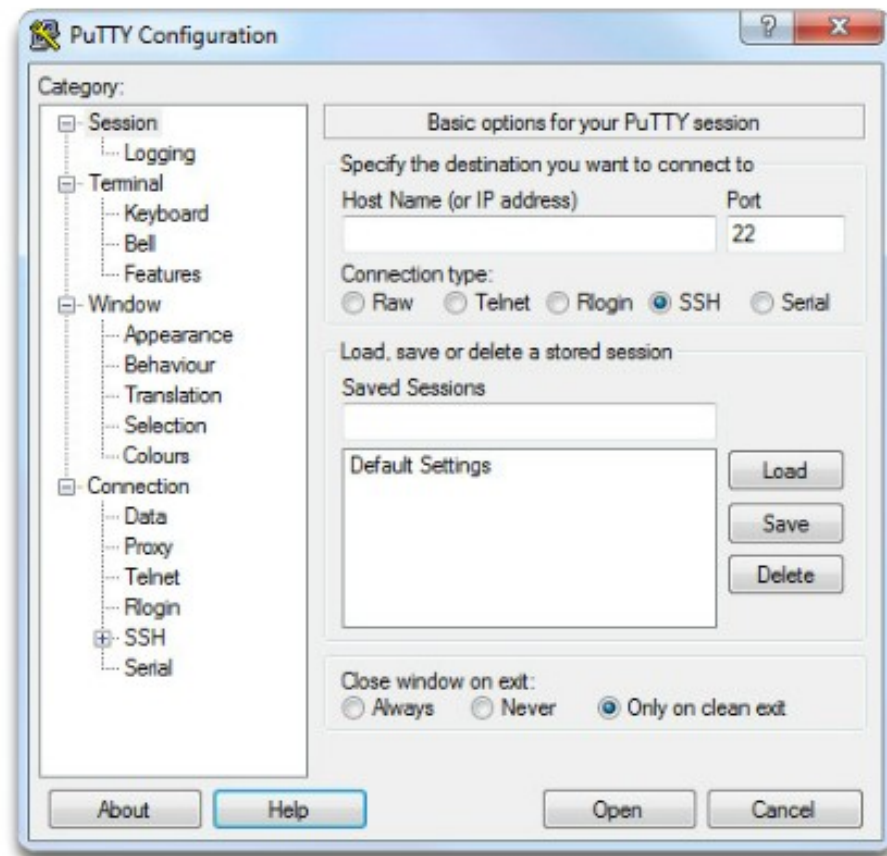 PuTTY Configuration
?
X
Category:
Session
Logging
Terminal
Keyboard
Bell
Features
Window
Appearance
Behaviour
Translation
Selection
Colours
Connection
Data
Proxy
Telnet
Rlogin
SSH
Serial
Basic options for your PuTTY session
Specify the destination you want to connect to
Host Name (or IP address) Port
22
Connection type:
Raw Telnet Rlogin SSH Serial
Load, save or delete a stored session
Saved Sessions
Default Settings
Load
Save
Delete
Close window on exit:
Always Never Only on clean exit
About Help Open Cancel